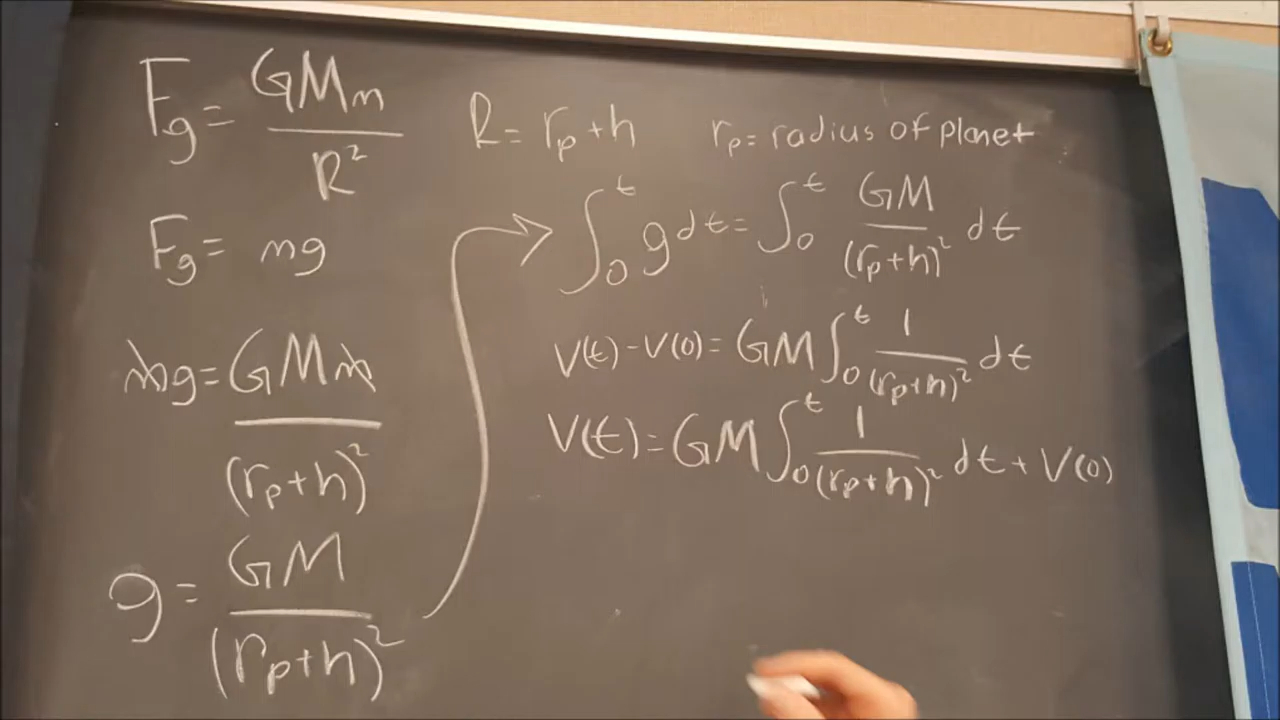 Fg = GMm / R² R = rp + h rp = radius of planet
Fg = mg
mg = GMm / (rp+h)²
g = GM / (rp+h)²
∫₀ᵗ g dt = ∫₀ᵗ GM / (rp+h)² dt
V(t) - V(0) = GM ∫₀ᵗ 1 / (rp+h)² dt
V(t) = GM ∫₀ᵗ 1 / (rp+h)² dt + V(0)